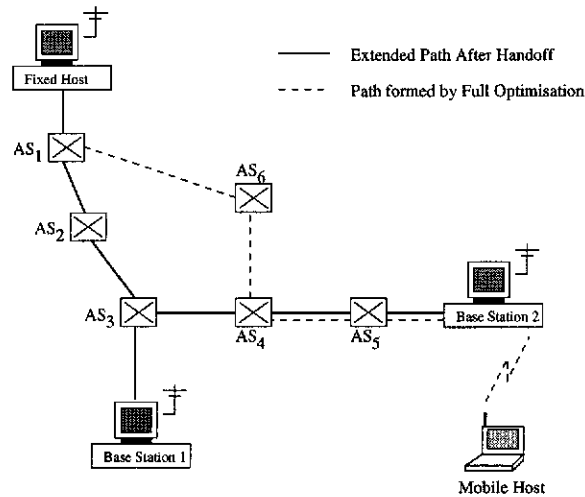 Fixed Host
Extended Path After Handoff
Path formed by Full Optimisation
AS1
AS6
AS2
AS3
AS4
AS5
Base Station 2
Base Station 1
Mobile Host